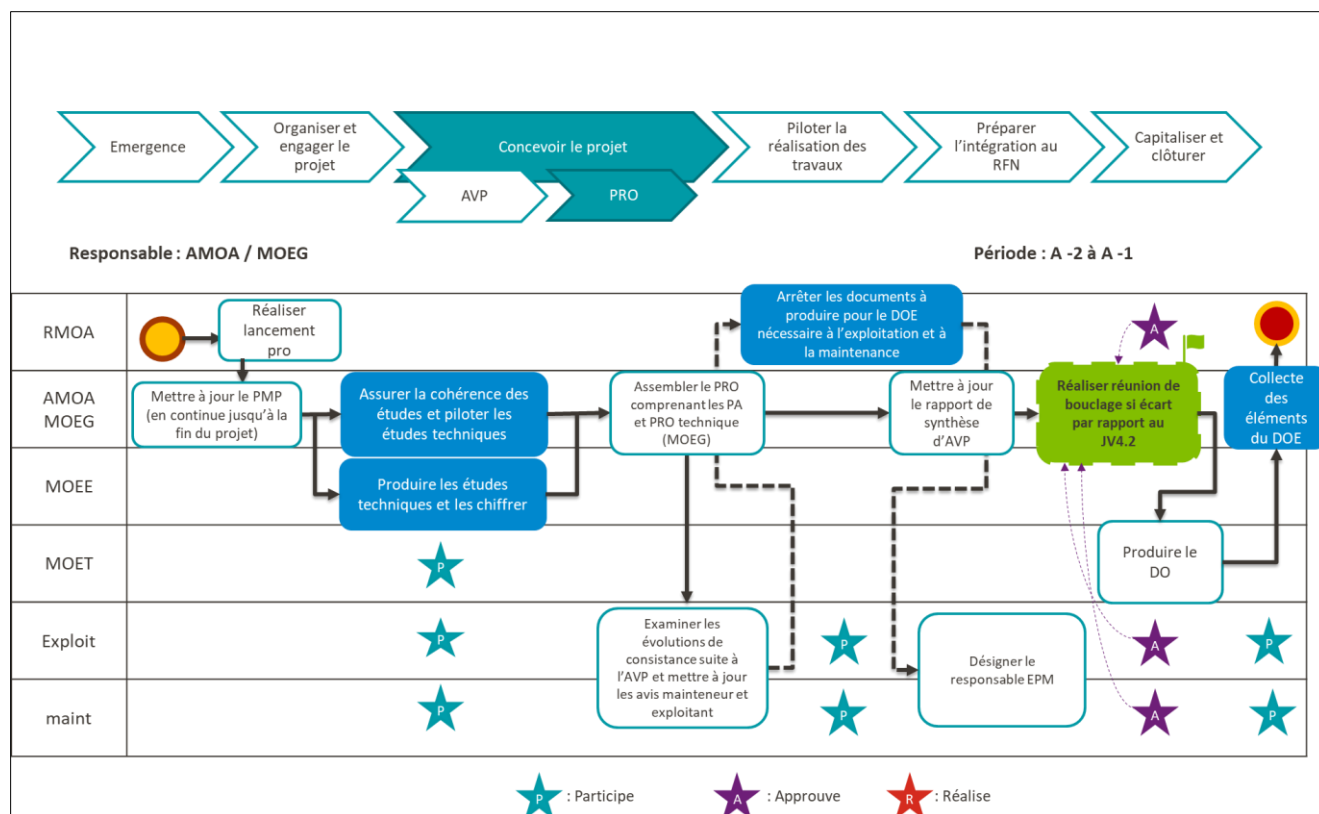 Emergence
Organiser et
engager le
projet
Concevoir le projet
Piloter la
réalisation des
travaux
Préparer
l'intégration au
RFN
Capitaliser et
clôturer
AVP
PRO
Responsable : AMOA / MOEG
Période : A -2 à A -1
RMOA
Réaliser
lancement
pro
Arrêter les documents à
produire pour le DOE
nécessaire à l'exploitation et à
la maintenance
A
AMOA
MOEG
Mettre à jour le PMP
(en continue jusqu'à la
fin du projet)
Assurer la cohérence des
études et piloter les
études techniques
Assembler le PRO
comprenant les PA
et PRO technique
(MOEG)
Mettre à jour
le rapport de
synthèse
d'AVP
Réaliser réunion de
bouclage si écart
par rapport au
JV4.2
Collecte
des
éléments
du DOE
MOEE
Produire les études
techniques et les chiffrer
MOET
P
Produire le
DO
Exploit
P
Examiner les
évolutions de
consistance suite à
l'AVP et mettre à jour
les avis mainteneur et
exploitant
P
Désigner le
responsable EPM
A
P
maint
P
P
A
P
P : Participe
A : Approuve
R : Réalise